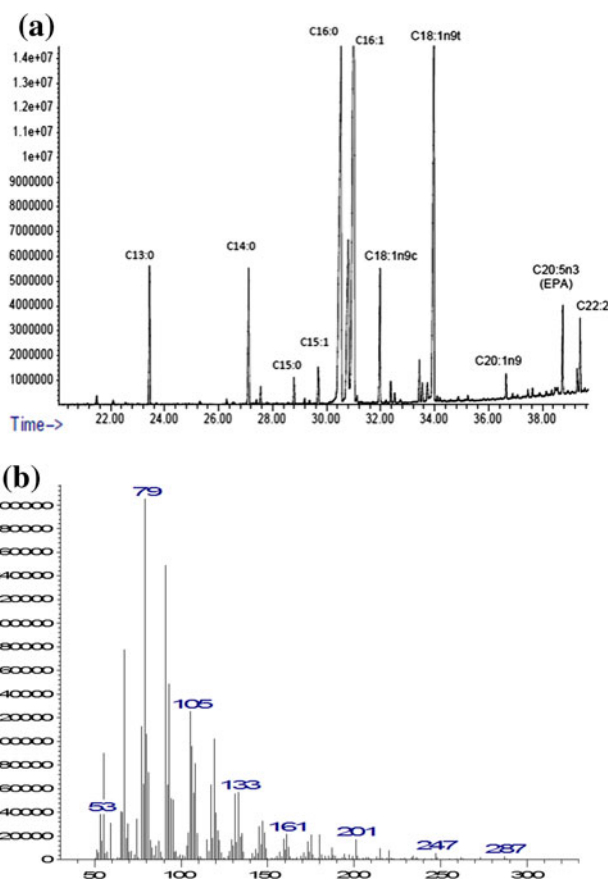 (a)
C16:0 C16:1 C18:1n9t
1.4e+07
1.3e+07
1.2e+07
1.1e+07
1e+07
9000000
8000000
7000000
6000000
5000000
4000000
3000000
2000000
1000000
C13:0
C14:0
C15:0
C15:1
C18:1n9c
C20:1n9
C20:5n3
(EPA)
C22:2
22.00 24.00 26.00 28.00 30.00 32.00 34.00 36.00 38.00
Time-->
(b)
79
105
53
133
161
201
247
287
50 100 150 200 250 300